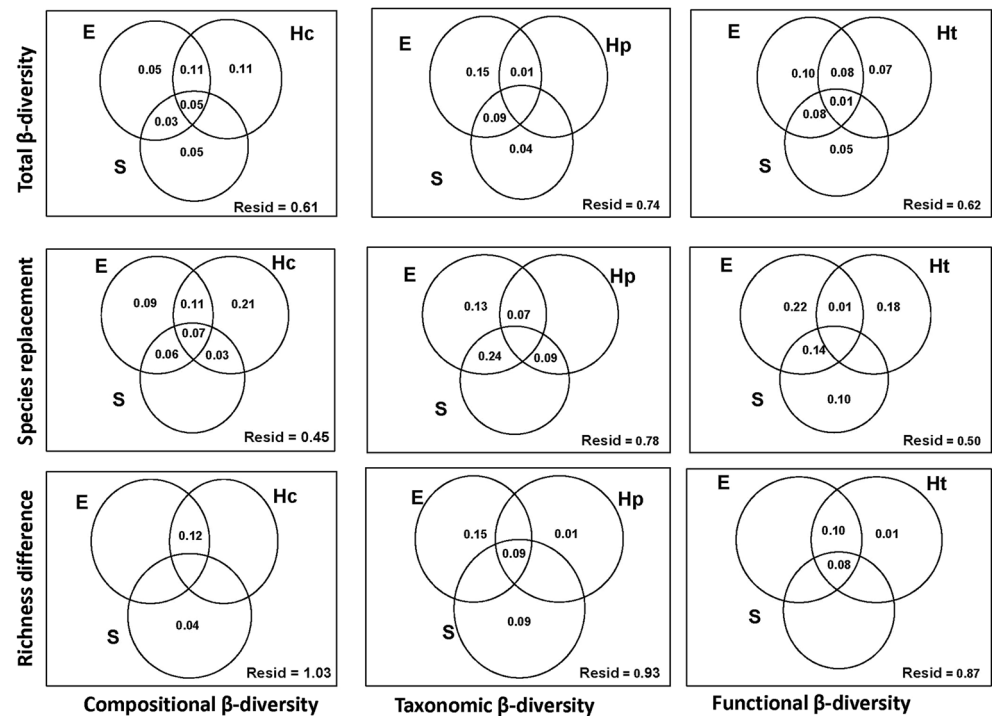 Total β-diversity
E
Hc
0.05
0.11
0.11
0.05
0.03
0.05
S
Resid = 0.61
E
Hp
0.15
0.01
0.09
0.04
S
Resid = 0.74
E
Ht
0.10
0.08
0.07
0.01
0.08
0.05
S
Resid = 0.62
Species replacement
E
Hc
0.09
0.11
0.21
0.07
0.06
0.03
S
Resid = 0.45
E
Hp
0.13
0.07
0.24
0.09
S
Resid = 0.78
E
Ht
0.22
0.01
0.18
0.14
0.10
S
Resid = 0.50
Richness difference
E
Hc
0.12
0.04
S
Resid = 1.03
E
Hp
0.15
0.01
0.09
0.09
S
Resid = 0.93
E
Ht
0.10
0.01
0.08
S
Resid = 0.87
Compositional β-diversity
Taxonomic β-diversity
Functional β-diversity